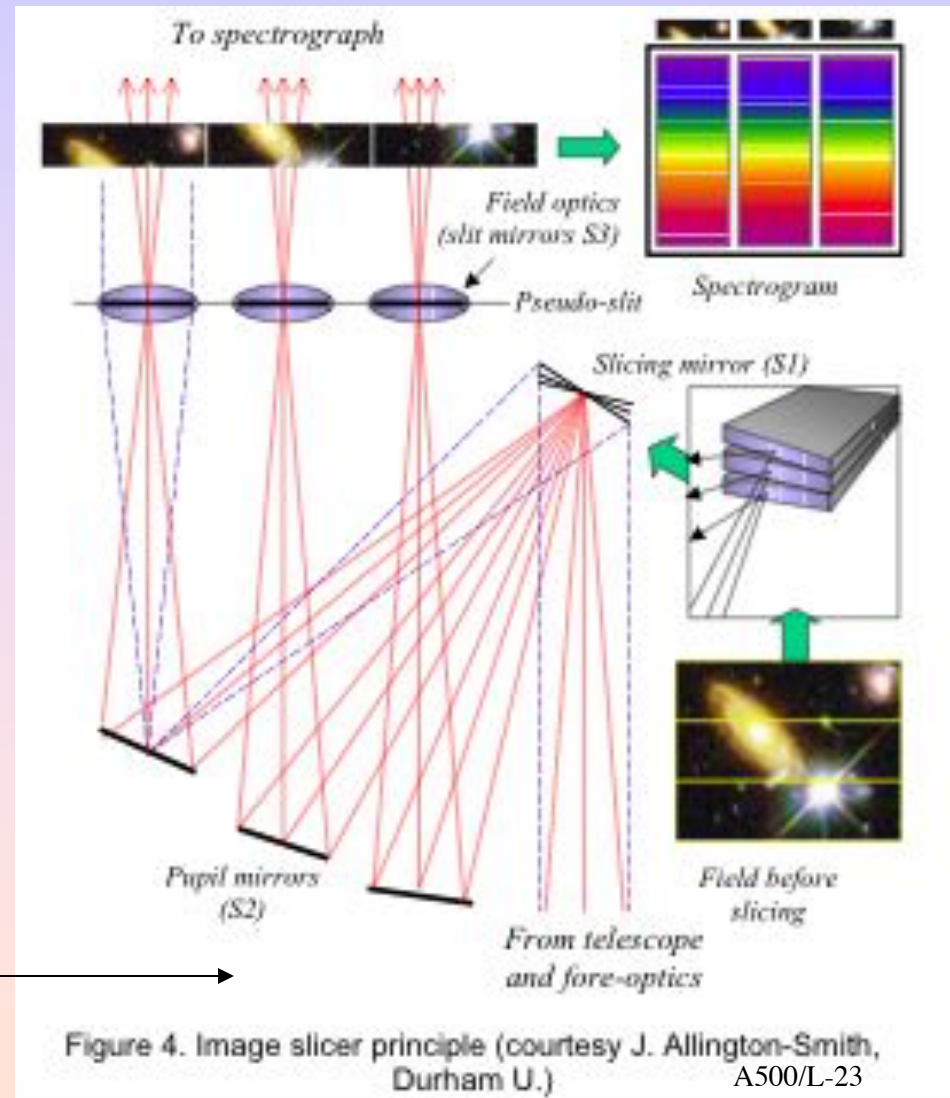 To spectrograph
Field optics
(slit mirrors S3)
Pseudo-slit
Spectrogram
Slicing mirror (S1)
Pupil mirrors
(S2)
Field before
slicing
From telescope
and fore-optics
Figure 4. Image slicer principle (courtesy J. Allington-Smith,
Durham U.)
A500/L-23